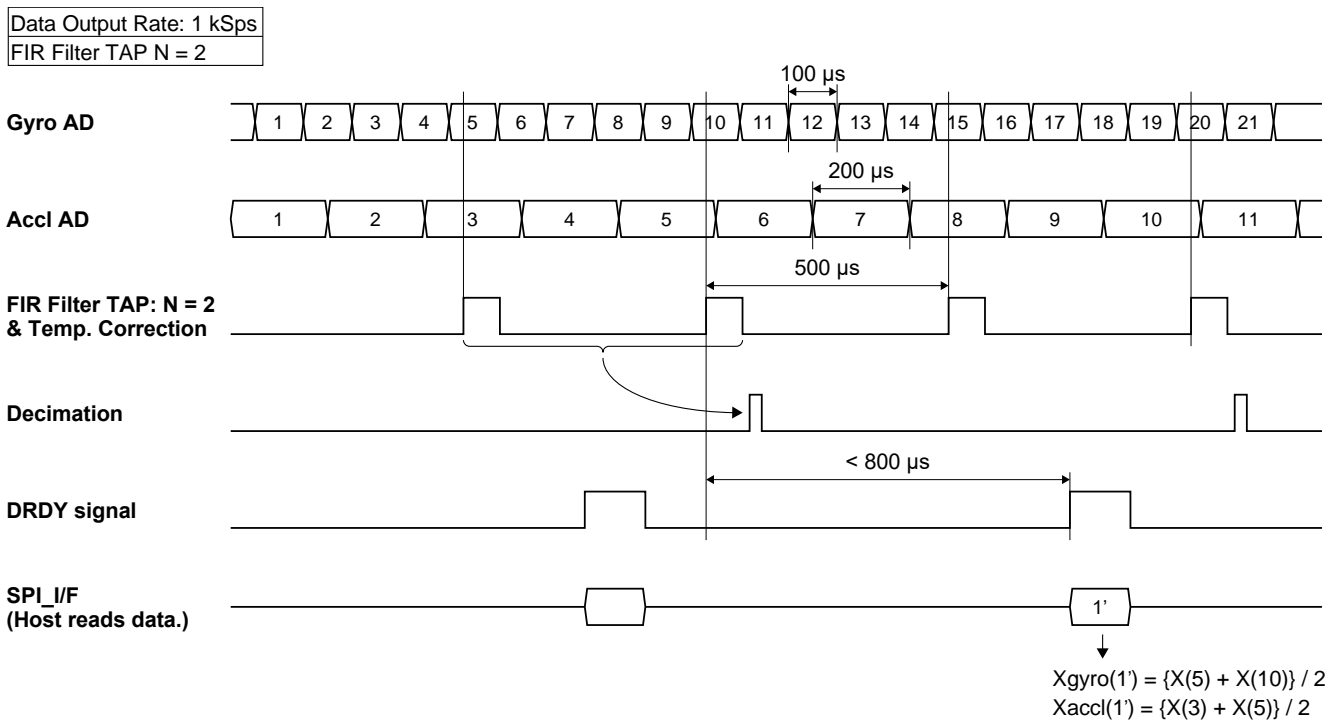 Data Output Rate: 1 kSps
FIR Filter TAP N = 2
100 µs
Gyro AD
1 2 3 4 5 6 7 8 9 10 11 12 13 14 15 16 17 18 19 20 21
200 µs
Accl AD
1 2 3 4 5 6 7 8 9 10 11
500 µs
FIR Filter TAP: N = 2
& Temp. Correction
Decimation
< 800 µs
DRDY signal
SPI_I/F
(Host reads data.)
1’
Xgyro(1’) = {X(5) + X(10)} / 2
Xaccl(1’) = {X(3) + X(5)} / 2